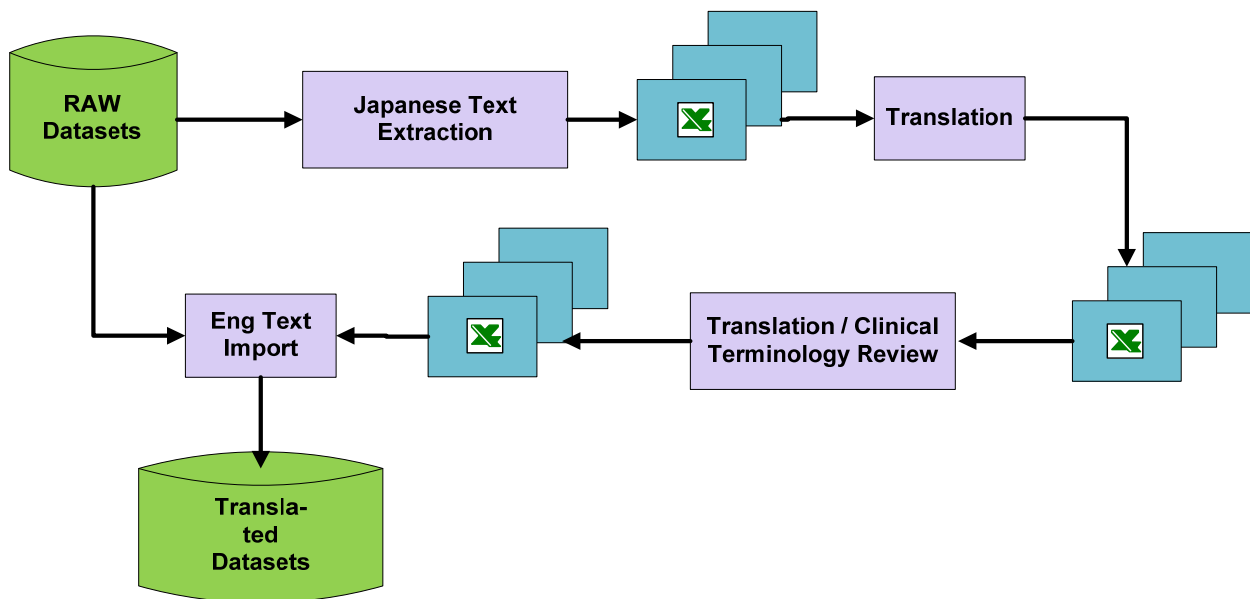 RAW
Datasets
Japanese Text
Extraction
Translation
Eng Text
Import
Translation / Clinical
Terminology Review
Transla-
ted
Datasets